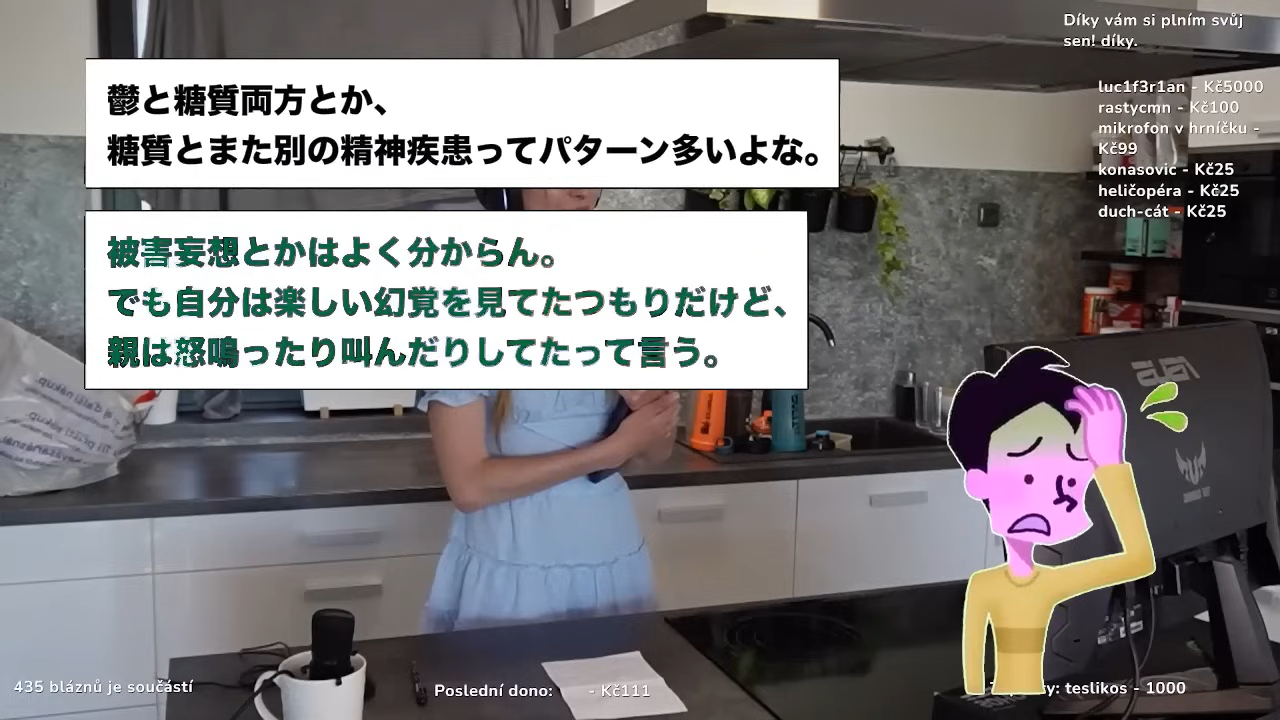 Díky vám si plním svůj
sen! díky.
鬱と糖質両方とか、
糖質とまた別の精神疾患ってパターン多いよな。
luc1f3r1an - Kč5000
rastycmn - Kč100
mikrofon v hrníčku -
Kč99
konasovic - Kč25
heličopéra - Kč25
duch-cát - Kč25
被害妄想とかはよく分からん。
でも自分は楽しい幻覚を見てたつもりだけど、
親は怒鳴ったり叫んだりしてたって言う。
435 bláznů je součástí
Poslední dono: - Kč111
teslikos - 1000